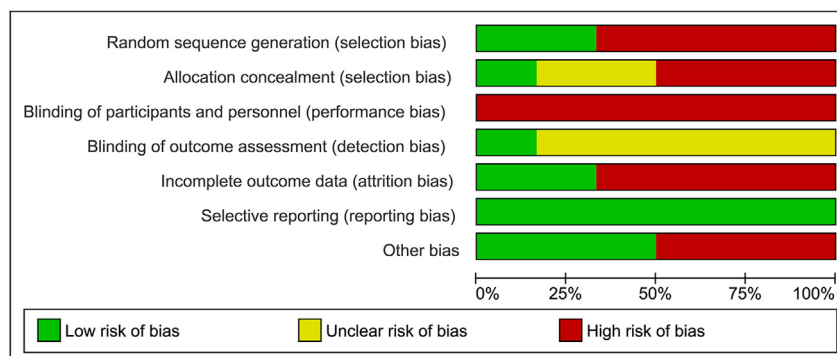 Random sequence generation (selection bias)
Allocation concealment (selection bias)
Blinding of participants and personnel (performance bias)
Blinding of outcome assessment (detection bias)
Incomplete outcome data (attrition bias)
Selective reporting (reporting bias)
Other bias
0% 25% 50% 75% 100%
Low risk of bias Unclear risk of bias High risk of bias